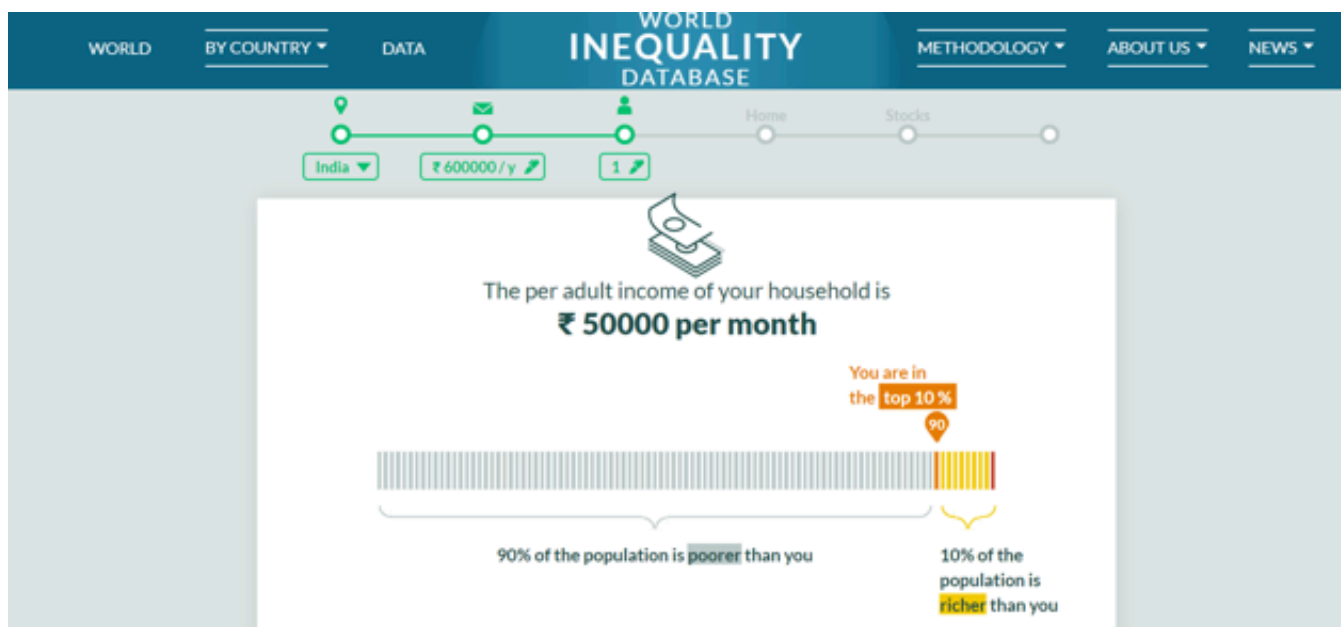 WORLD
BY COUNTRY
DATA
WORLD
INEQUALITY
DATABASE
METHODOLOGY
ABOUT US
NEWS
Home
Stocks
India
₹ 600000 / y
1
The per adult income of your household is
₹ 50000 per month
You are in
the top 10 %
90
90% of the population is poorer than you
10% of the
population is
richer than you